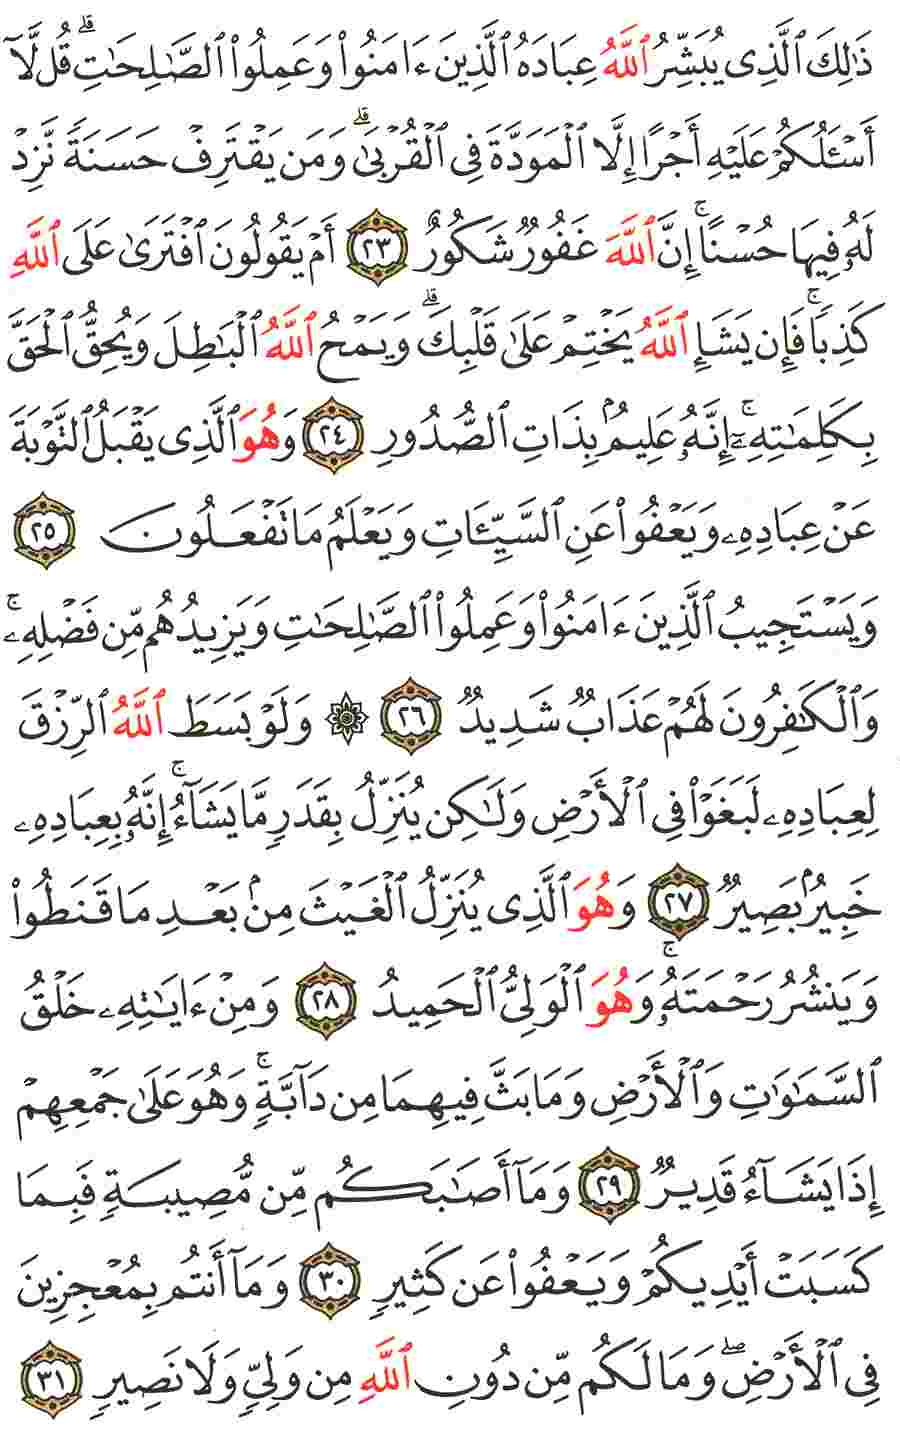 ذَٰلِكَ ٱلَّذِى يُبَشِّرُ ٱللَّهُ عِبَادَهُ ٱلَّذِينَ ءَامَنُوا۟ وَعَمِلُوا۟ ٱلصَّـٰلِحَـٰتِ ۗ قُل لَّآ
أَسْـَٔلُكُمْ عَلَيْهِ أَجْرًا إِلَّا ٱلْمَوَدَّةَ فِى ٱلْقُرْبَىٰ ۗ وَمَن يَقْتَرِفْ حَسَنَةً نَّزِدْ
لَهُۥ فِيهَا حُسْنًا ۚ إِنَّ ٱللَّهَ غَفُورٌ شَكُورٌ ٢٣ أَمْ يَقُولُونَ ٱفْتَرَىٰ عَلَى ٱللَّهِ
كَذِبًا ۖ فَإِن يَشَإِ ٱللَّهُ يَخْتِمْ عَلَىٰ قَلْبِكَ ۗ وَيَمْحُ ٱللَّهُ ٱلْبَـٰطِلَ وَيُحِقُّ ٱلْحَقَّ
بِكَلِمَـٰتِهِۦٓ ۚ إِنَّهُۥ عَلِيمٌۢ بِذَاتِ ٱلصُّدُورِ ٢٤ وَهُوَ ٱلَّذِى يَقْبَلُ ٱلتَّوْبَةَ
عَنْ عِبَادِهِۦ وَيَعْفُوا۟ عَنِ ٱلسَّيِّـَٔاتِ وَيَعْلَمُ مَا تَفْعَلُونَ ٢٥
وَيَسْتَجِيبُ ٱلَّذِينَ ءَامَنُوا۟ وَعَمِلُوا۟ ٱلصَّـٰلِحَـٰتِ وَيَزِيدُهُم مِّن فَضْلِهِۦ ۚ
وَٱلْكَـٰفِرُونَ لَهُمْ عَذَابٌ شَدِيدٌ ٢٦ ۞ وَلَوْ بَسَطَ ٱللَّهُ ٱلرِّزْقَ
لِعِبَادِهِۦ لَبَغَوْا۟ فِى ٱلْأَرْضِ وَلَـٰكِن يُنَزِّلُ بِقَدَرٍ مَّا يَشَآءُ ۚ إِنَّهُۥ بِعِبَادِهِۦ
خَبِيرٌۢ بَصِيرٌ ٢٧ وَهُوَ ٱلَّذِى يُنَزِّلُ ٱلْغَيْثَ مِنۢ بَعْدِ مَا قَنَطُوا۟
وَيَنشُرُ رَحْمَتَهُۥ ۚ وَهُوَ ٱلْوَلِىُّ ٱلْحَمِيدُ ٢٨ وَمِنْ ءَايَـٰتِهِۦ خَلْقُ
ٱلسَّمَـٰوَٰتِ وَٱلْأَرْضِ وَمَا بَثَّ فِيهِمَا مِن دَآبَّةٍ ۚ وَهُوَ عَلَىٰ جَمْعِهِمْ
إِذَا يَشَآءُ قَدِيرٌ ٢٩ وَمَآ أَصَـٰبَكُم مِّن مُّصِيبَةٍ فَبِمَا
كَسَبَتْ أَيْدِيكُمْ وَيَعْفُوا۟ عَن كَثِيرٍ ٣٠ وَمَآ أَنتُم بِمُعْجِزِينَ
فِى ٱلْأَرْضِ ۖ وَمَا لَكُم مِّن دُونِ ٱللَّهِ مِن وَلِىٍّ وَلَا نَصِيرٍ ٣١